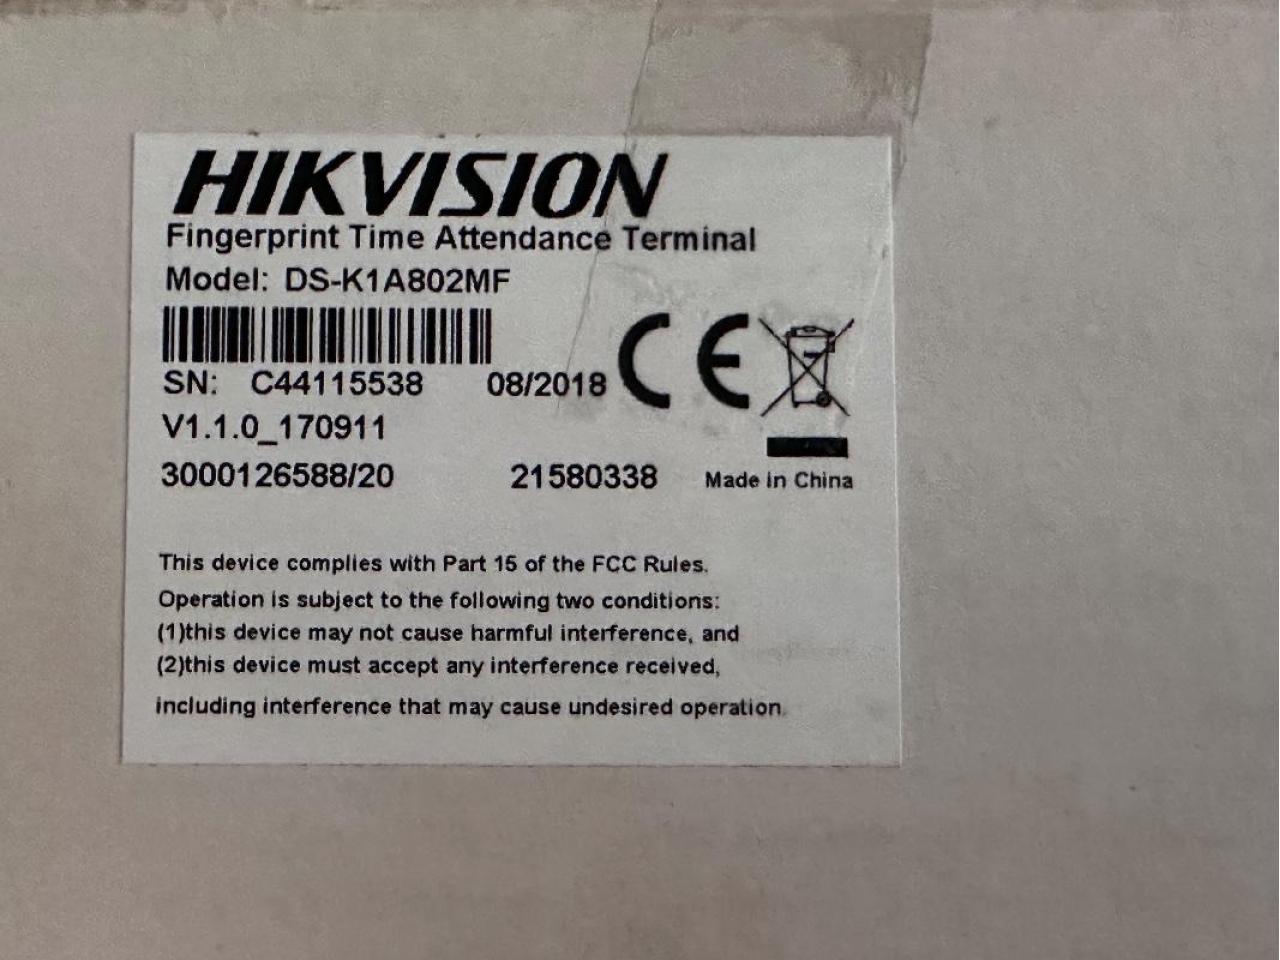 HIKVISION
Fingerprint Time Attendance Terminal
Model: DS-K1A802MF
SN: C44115538 08/2018
CE
V1.1.0_170911
3000126588/20 21580338 Made in China
This device complies with Part 15 of the FCC Rules.
Operation is subject to the following two conditions:
(1)this device may not cause harmful interference, and
(2)this device must accept any interference received,
including interference that may cause undesired operation.